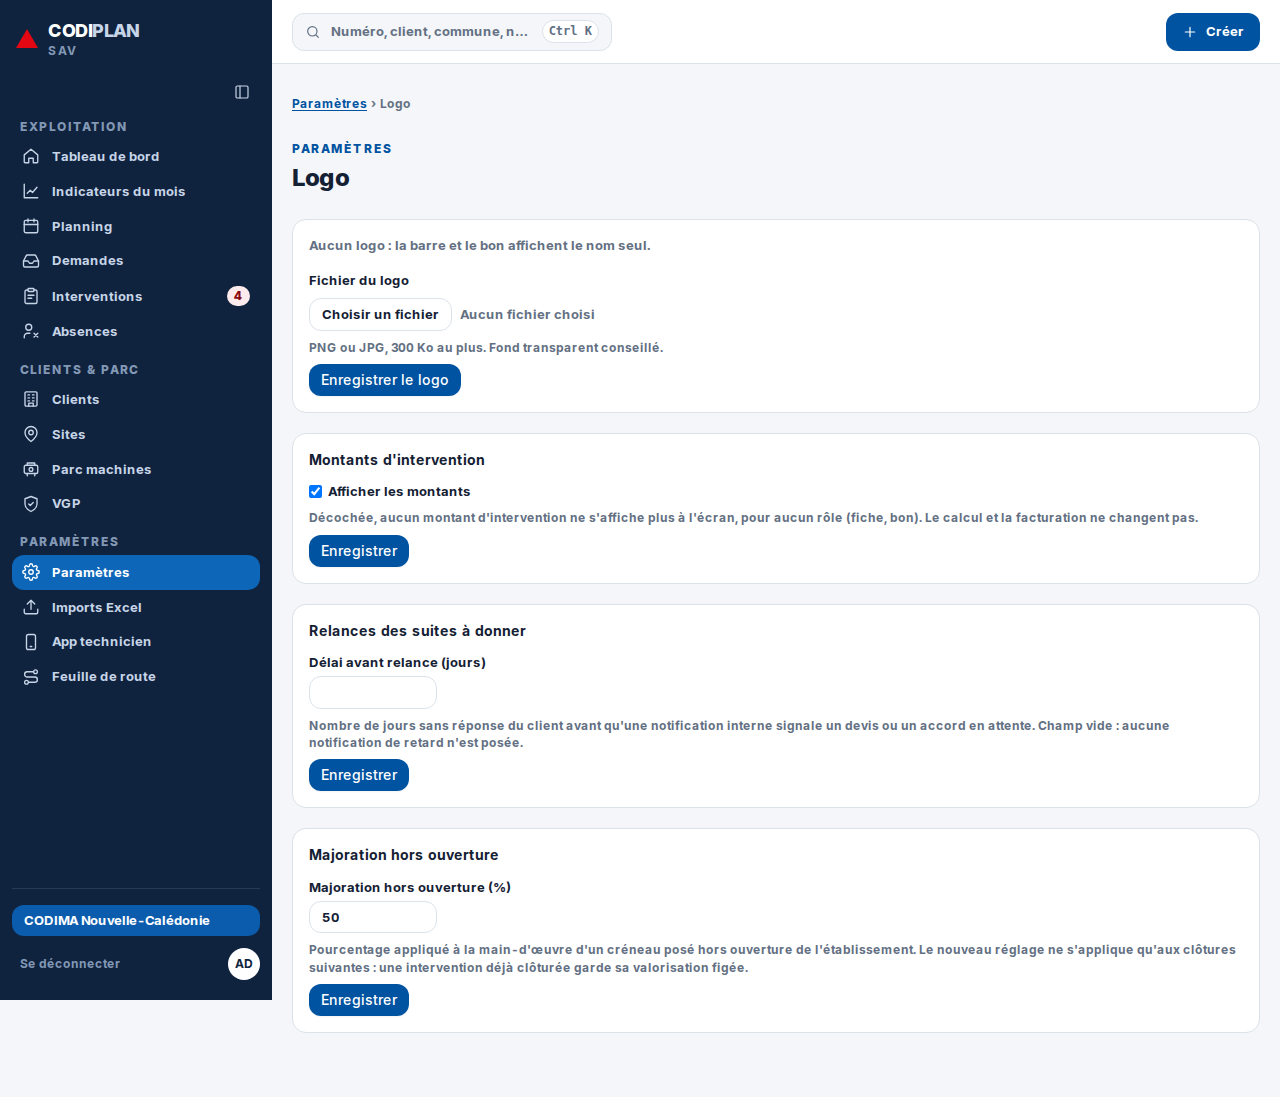 CODIPLAN
SAV
EXPLOITATION
Tableau de bord
Indicateurs du mois
Planning
Demandes
Interventions 4
Absences
CLIENTS & PARC
Clients
Sites
Parc machines
VGP
PARAMÈTRES
Paramètres
Imports Excel
App technicien
Feuille de route
CODIMA Nouvelle-Calédonie
Se déconnecter AD
Numéro, client, commune, n... Ctrl K
Créer
Paramètres › Logo
PARAMÈTRES
Logo
Aucun logo : la barre et le bon affichent le nom seul.
Fichier du logo
Choisir un fichier Aucun fichier choisi
PNG ou JPG, 300 Ko au plus. Fond transparent conseillé.
Enregistrer le logo
Montants d'intervention
Afficher les montants
Décochée, aucun montant d'intervention ne s'affiche plus à l'écran, pour aucun rôle (fiche, bon). Le calcul et la facturation ne changent pas.
Enregistrer
Relances des suites à donner
Délai avant relance (jours)
Nombre de jours sans réponse du client avant qu'une notification interne signale un devis ou un accord en attente. Champ vide : aucune
notification de retard n'est posée.
Enregistrer
Majoration hors ouverture
Majoration hors ouverture (%)
50
Pourcentage appliqué à la main-d'œuvre d'un créneau posé hors ouverture de l'établissement. Le nouveau réglage ne s'applique qu'aux clôtures
suivantes : une intervention déjà clôturée garde sa valorisation figée.
Enregistrer